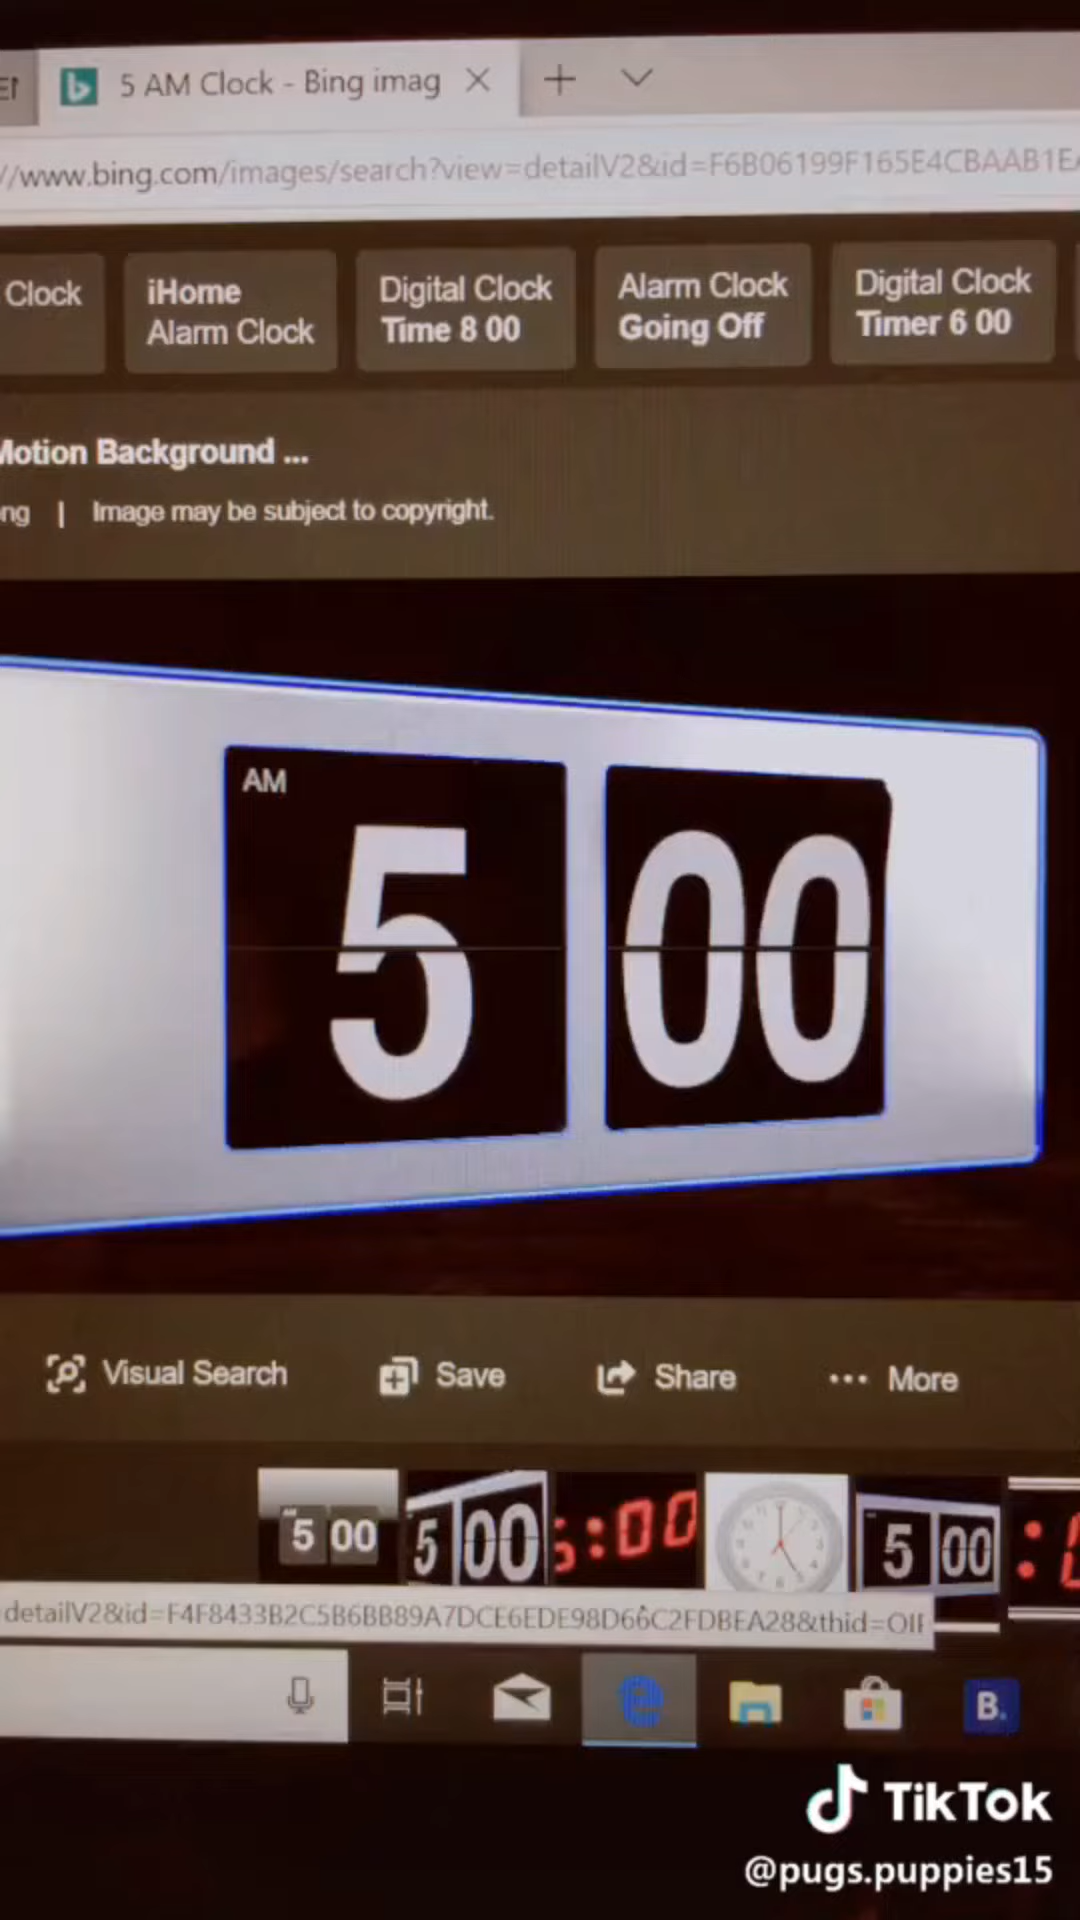 5 AM Clock - Bing imag
//www.bing.com/images/search?view=detailV2&id=F6B06199F165E4CBAAB1E
Clock
iHome
Alarm Clock
Digital Clock
Time 8 00
Alarm Clock
Going Off
Digital Clock
Timer 6 00
Motion Background ...
ng | Image may be subject to copyright.
AM
5 00
Visual Search
Save
Share
More
5 00
5 00
5:00
5 00
detailV2&id=F4F8433B2C5B6BB89A7DCE6EDE98D66C2FDBEA28&thid=OIF
B.
TikTok
@pugs.puppies15